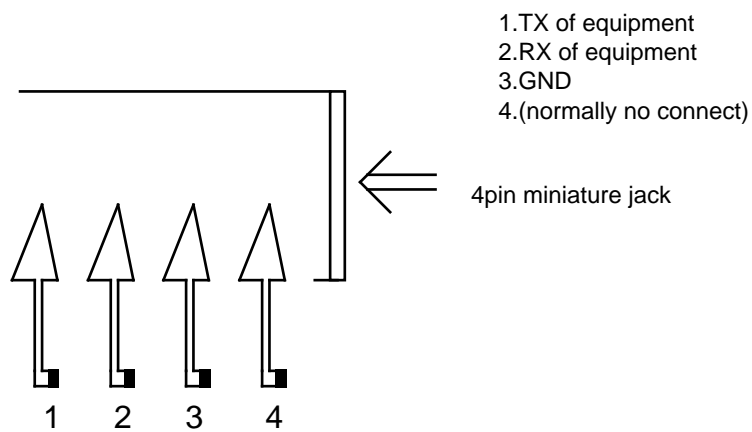 1.TX of equipment
2.RX of equipment
3.GND
4.(normally no connect)
4pin miniature jack
1 2 3 4